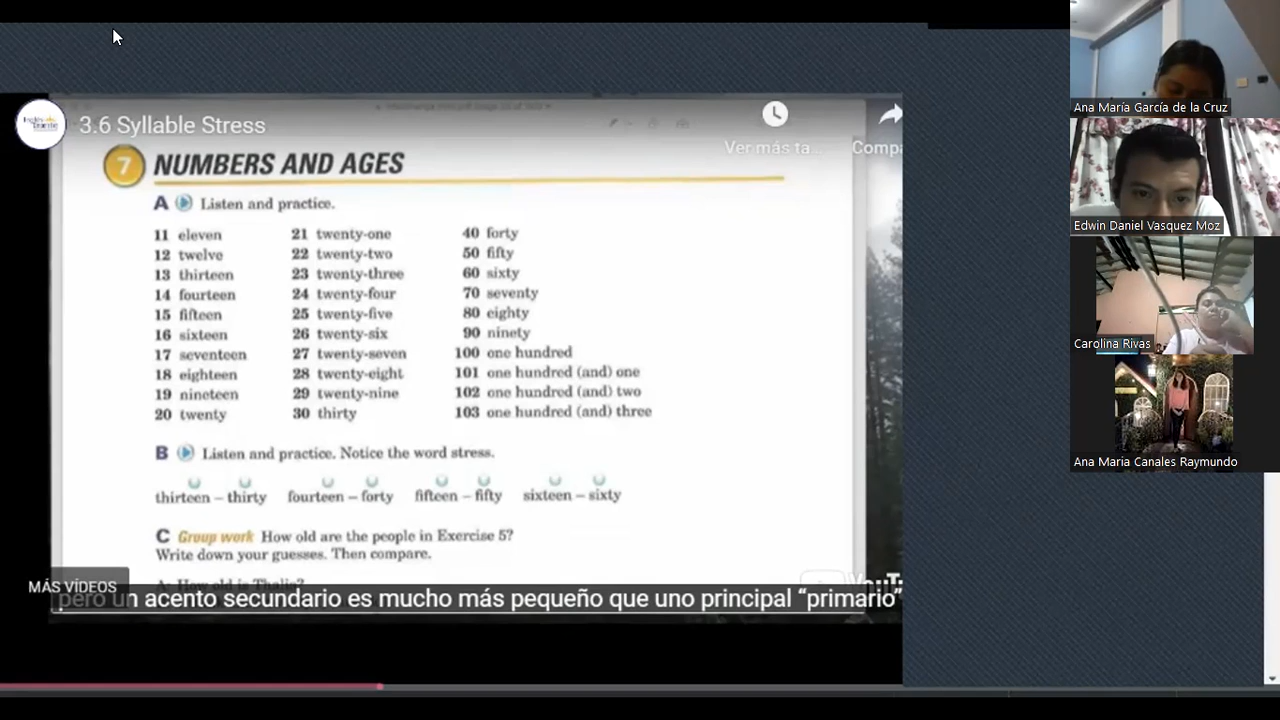 3.6 Syllable Stress
Ver más ta...
7 NUMBERS AND AGES
A Listen and practice.
11 eleven
12 twelve
13 thirteen
14 fourteen
15 fifteen
16 sixteen
17 seventeen
18 eighteen
19 nineteen
20 twenty
21 twenty-one
22 twenty-two
23 twenty-three
24 twenty-four
25 twenty-five
26 twenty-six
27 twenty-seven
28 twenty-eight
29 twenty-nine
30 thirty
40 forty
50 fifty
60 sixty
70 seventy
80 eighty
90 ninety
100 one hundred
101 one hundred (and) one
102 one hundred (and) two
103 one hundred (and) three
B Listen and practice. Notice the word stress.
thirteen – thirty fourteen – forty fifteen – fifty sixteen – sixty
C Group work How old are the people in Exercise 5?
Write down your guesses. Then compare.
A: How old is Thalia?
MÁS VÍDEOS
pero un acento secundario es mucho más pequeño que uno principal “primario”
Ana María García de la Cruz
Edwin Daniel Vasquez Moz
Carolina Rivas
Ana Maria Canales Raymundo